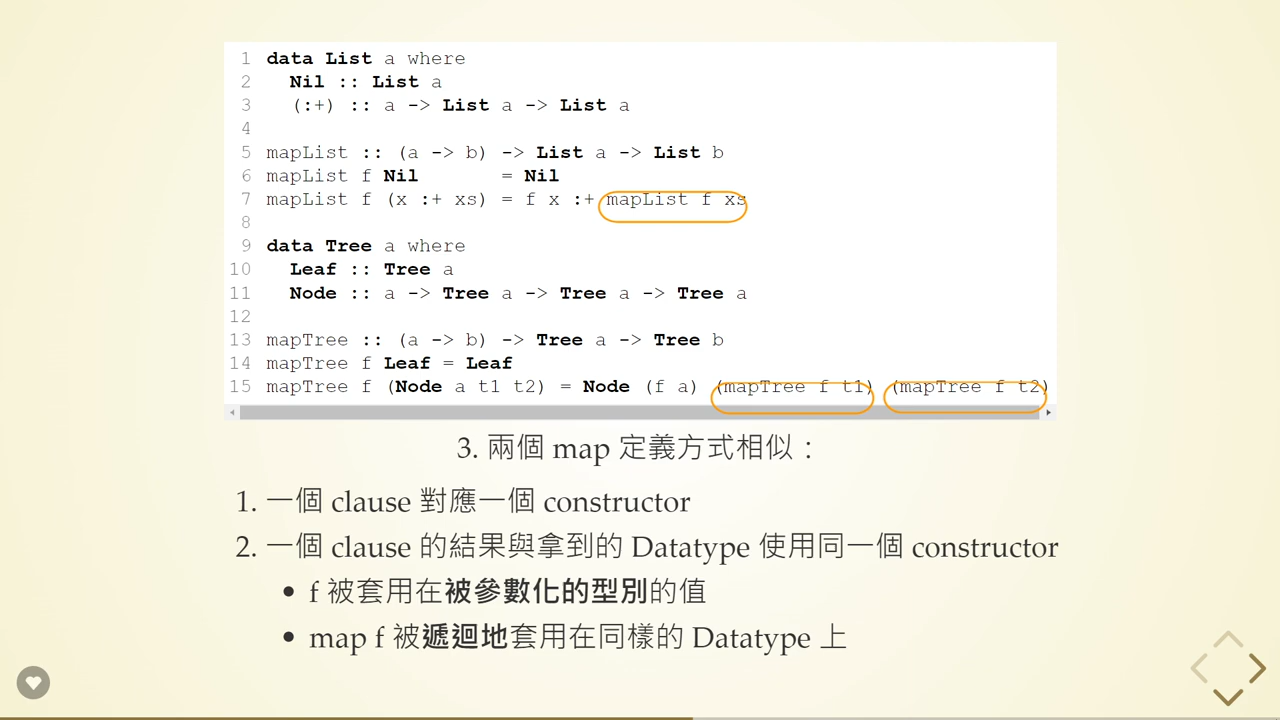 1 data List a where
2   Nil :: List a
3   (:+) :: a -> List a -> List a
4
5 mapList :: (a -> b) -> List a -> List b
6 mapList f Nil       = Nil
7 mapList f (x :+ xs) = f x :+ mapList f xs
8
9 data Tree a where
10   Leaf :: Tree a
11   Node :: a -> Tree a -> Tree a -> Tree a
12
13 mapTree :: (a -> b) -> Tree a -> Tree b
14 mapTree f Leaf = Leaf
15 mapTree f (Node a t1 t2) = Node (f a) (mapTree f t1) (mapTree f t2)
3. 兩個 map 定義方式相似：
1. 一個 clause 對應一個 constructor
2. 一個 clause 的結果與拿到的 Datatype 使用同一個 constructor
• f 被套用在被參數化的型別的值
• map f 被遞迴地套用在同樣的 Datatype 上